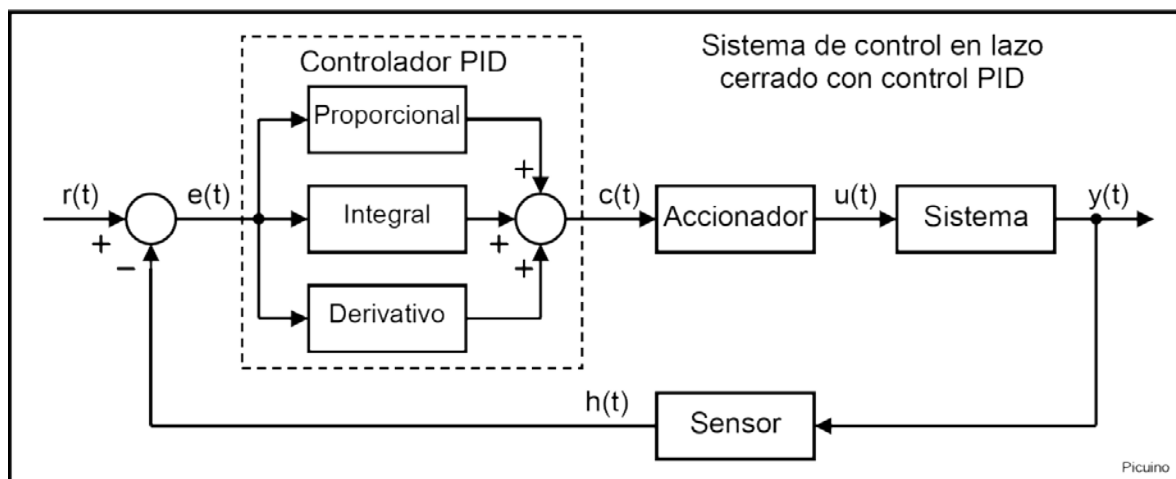 Sistema de control en lazo
cerrado con control PID
Controlador PID
Proporcional
+
r(t)
e(t)
Integral
c(t)
Accionador
u(t)
Sistema
y(t)
+
+
−
+
Derivativo
h(t)
Sensor
Picuino